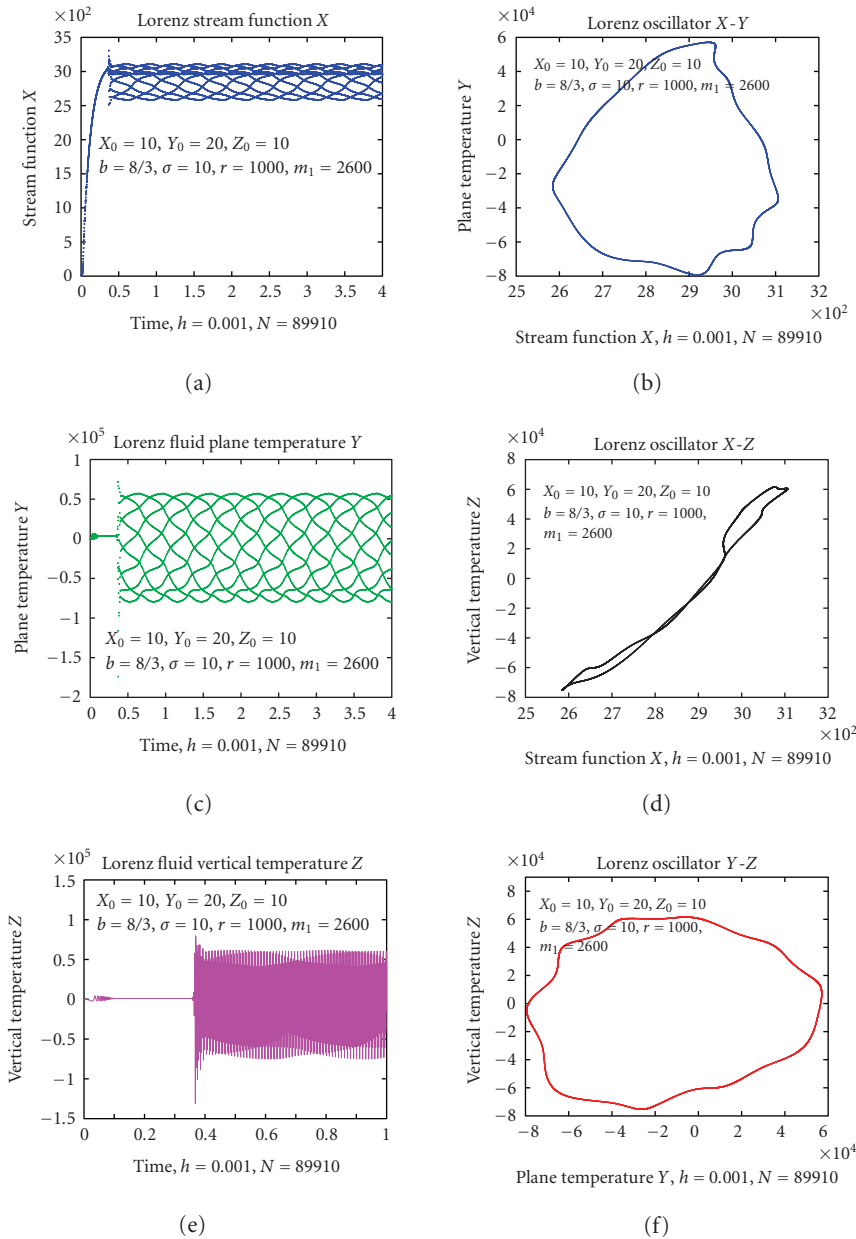 Lorenz stream function X
×10²
35
30
25
20
15
10
5
0
Stream function X
X₀ = 10, Y₀ = 20, Z₀ = 10
b = 8/3, σ = 10, r = 1000, m₁ = 2600
0 0.5 1 1.5 2 2.5 3 3.5 4
Time, h = 0.001, N = 89910
(a)
Lorenz oscillator X-Y
×10⁴
6
4
2
0
−2
−4
−6
−8
Plane temperature Y
X₀ = 10, Y₀ = 20, Z₀ = 10
b = 8/3, σ = 10, r = 1000, m₁ = 2600
25 26 27 28 29 30 31 32
×10²
Stream function X, h = 0.001, N = 89910
(b)
Lorenz fluid plane temperature Y
×10⁵
1
0.5
0
−0.5
−1
−1.5
−2
Plane temperature Y
X₀ = 10, Y₀ = 20, Z₀ = 10
b = 8/3, σ = 10, r = 1000, m₁ = 2600
0 0.5 1 1.5 2 2.5 3 3.5 4
Time, h = 0.001, N = 89910
(c)
Lorenz oscillator X-Z
×10⁴
8
6
4
2
0
−2
−4
−6
−8
Vertical temperature Z
X₀ = 10, Y₀ = 20, Z₀ = 10
b = 8/3, σ = 10, r = 1000,
m₁ = 2600
25 26 27 28 29 30 31 32
×10²
Stream function X, h = 0.001, N = 89910
(d)
Lorenz fluid vertical temperature Z
×10⁵
1.5
1
0.5
0
−0.5
−1
−1.5
Vertical temperature Z
X₀ = 10, Y₀ = 20, Z₀ = 10
b = 8/3, σ = 10, r = 1000, m₁ = 2600
0 0.2 0.4 0.6 0.8 1
Time, h = 0.001, N = 89910
(e)
Lorenz oscillator Y-Z
×10⁴
8
6
4
2
0
−2
−4
−6
−8
Vertical temperature Z
X₀ = 10, Y₀ = 20, Z₀ = 10
b = 8/3, σ = 10, r = 1000,
m₁ = 2600
−8 −6 −4 −2 0 2 4 6
×10⁴
Plane temperature Y, h = 0.001, N = 89910
(f)